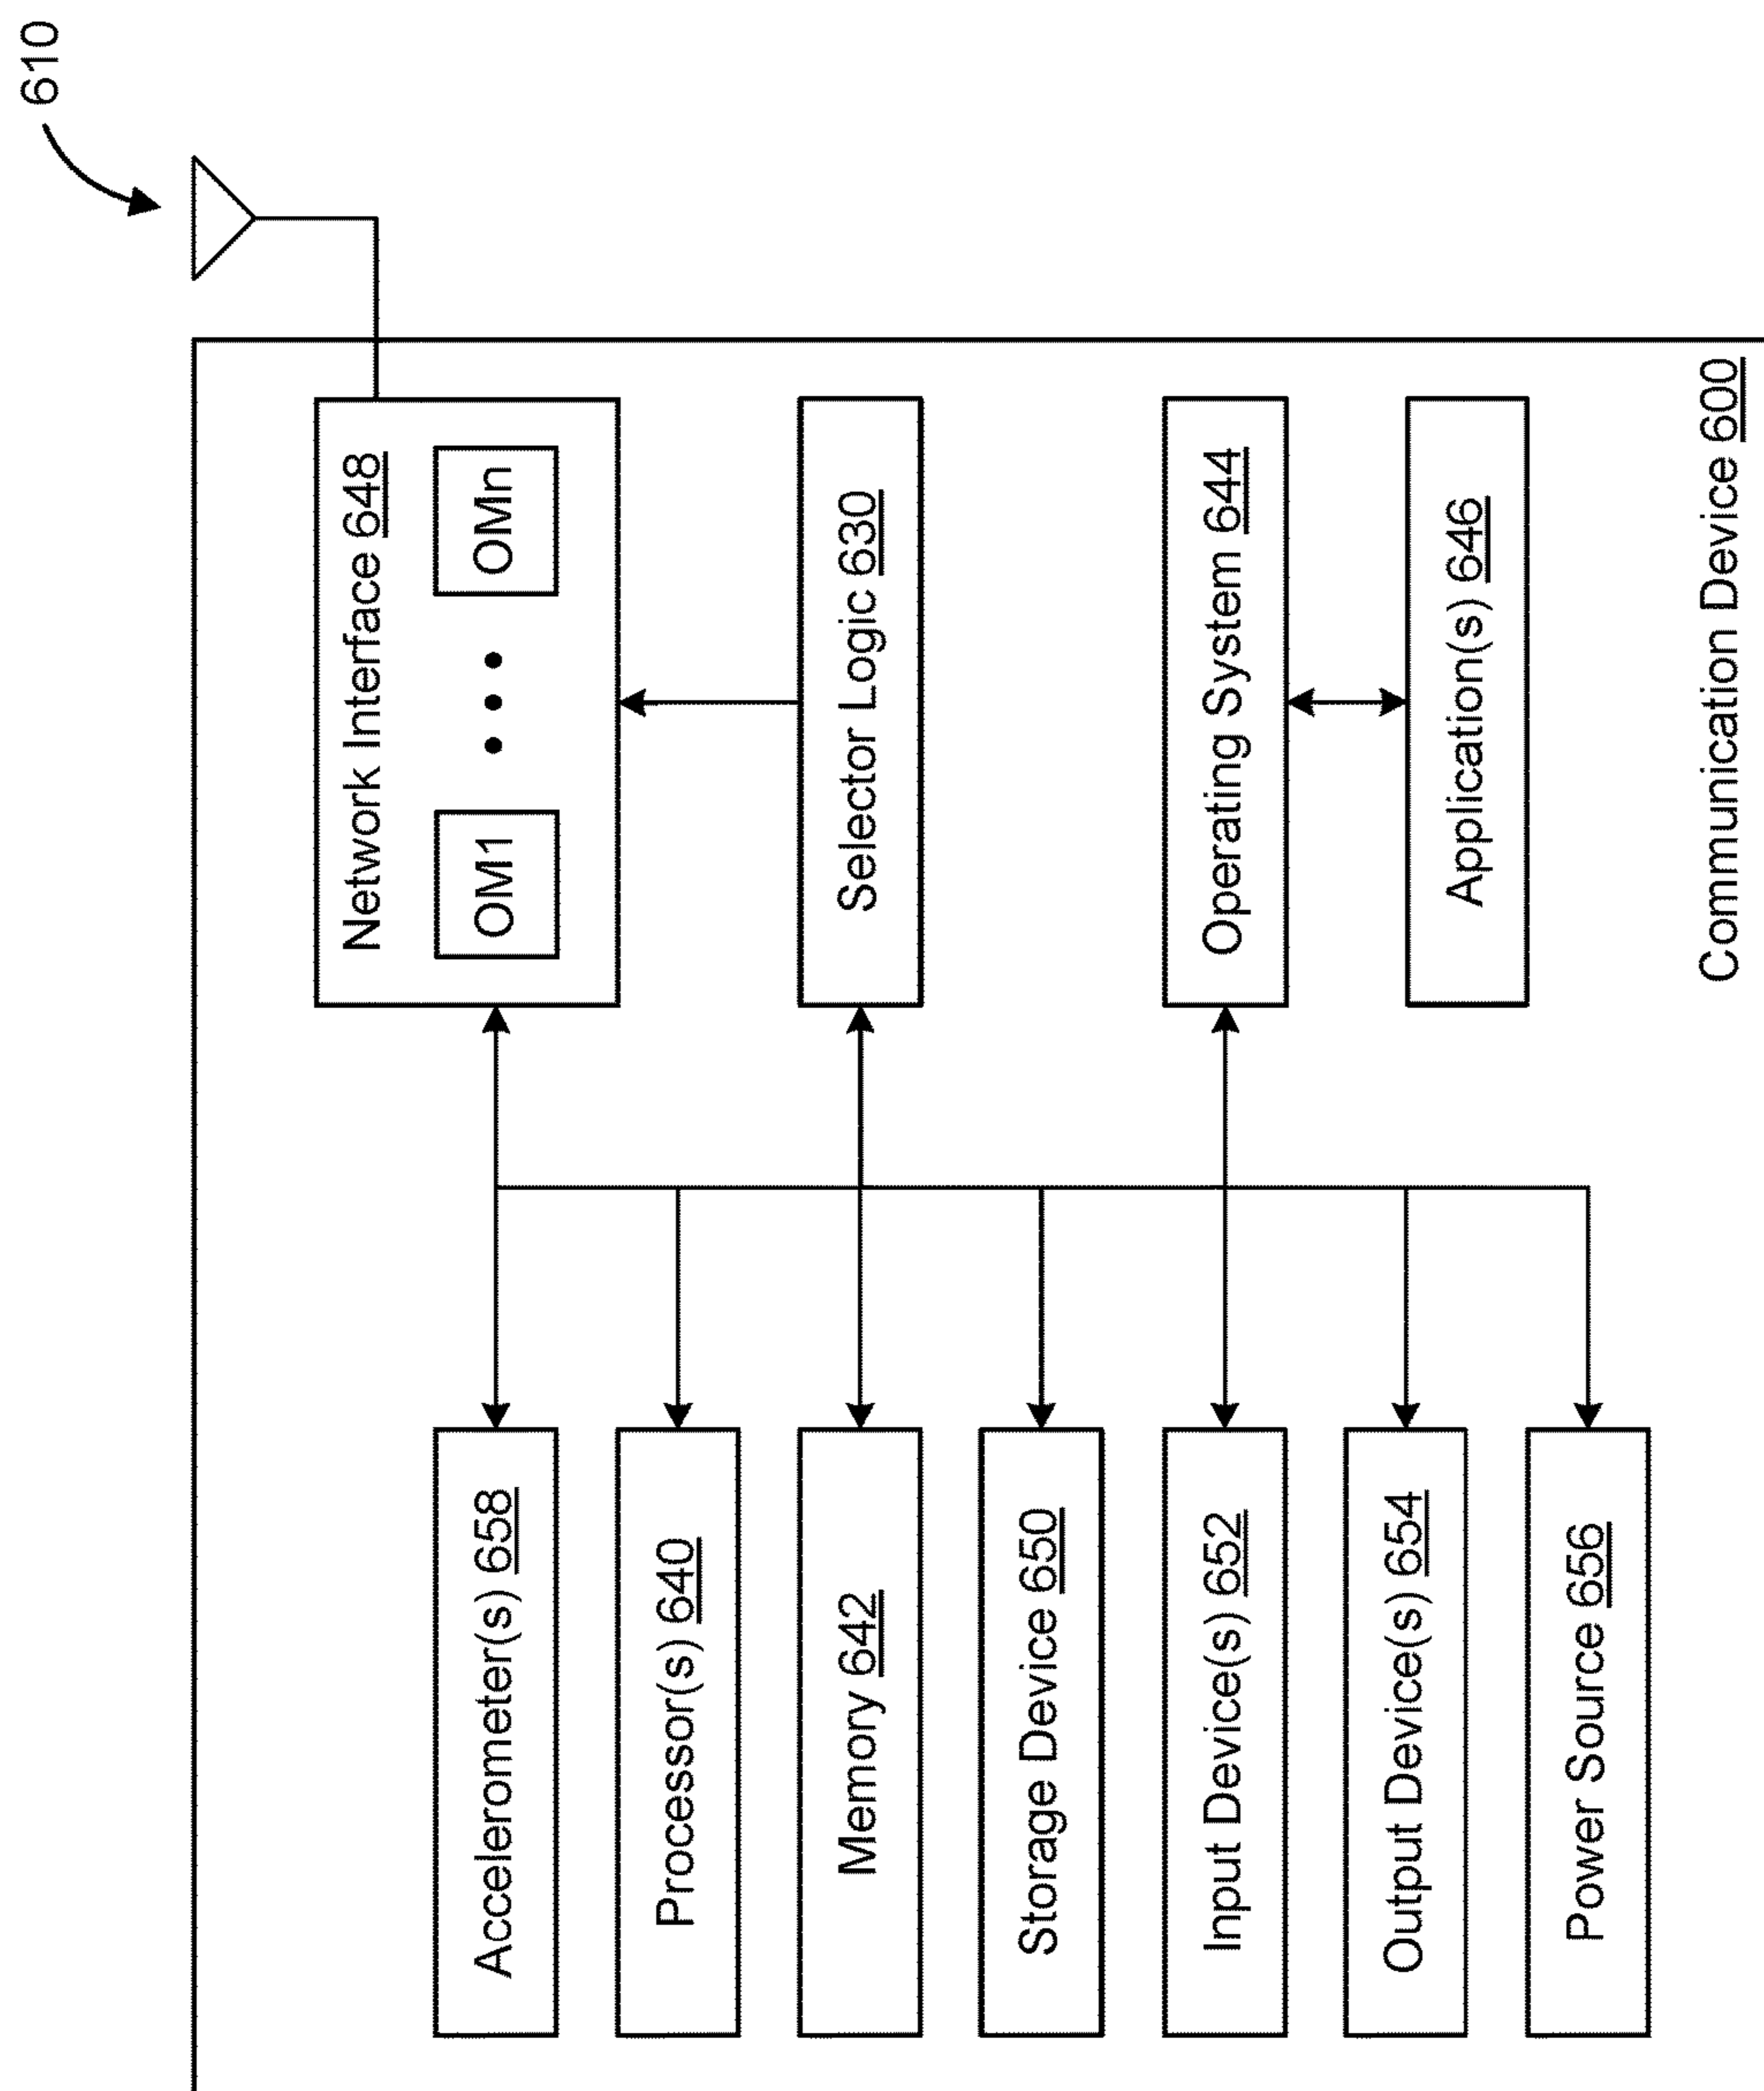 610
Network Interface 648
OM1
OMn
Selector Logic 630
Operating System 644
Application(s) 646
Accelerometer(s) 658
Processor(s) 640
Memory 642
Storage Device 650
Input Device(s) 652
Output Device(s) 654
Power Source 656
Communication Device 600